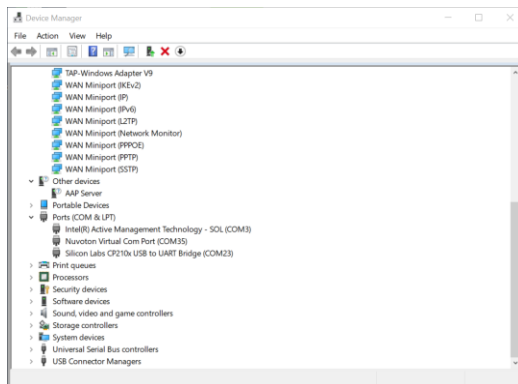 Device Manager
File Action View Help
TAP-Windows Adapter V9
WAN Miniport (IKEv2)
WAN Miniport (IP)
WAN Miniport (IPv6)
WAN Miniport (L2TP)
WAN Miniport (Network Monitor)
WAN Miniport (PPPOE)
WAN Miniport (PPTP)
WAN Miniport (SSTP)
Other devices
AAP Server
Portable Devices
Ports (COM & LPT)
Intel(R) Active Management Technology - SOL (COM3)
Nuvoton Virtual Com Port (COM35)
Silicon Labs CP210x USB to UART Bridge (COM23)
Print queues
Processors
Security devices
Software devices
Sound, video and game controllers
Storage controllers
System devices
Universal Serial Bus controllers
USB Connector Managers